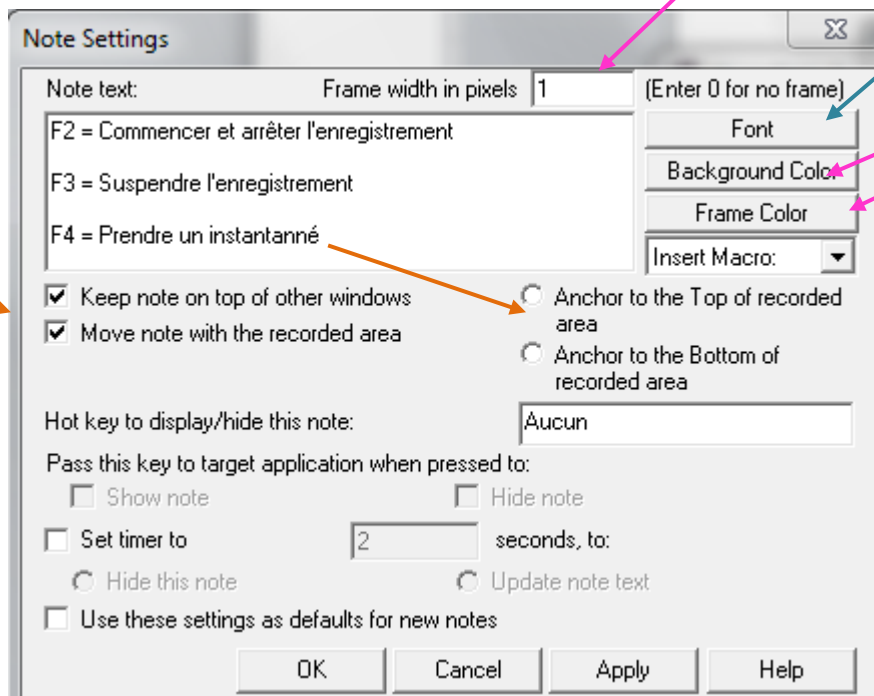 Note Settings
Note text: Frame width in pixels 1 (Enter 0 for no frame)
F2 = Commencer et arrêter l'enregistrement
F3 = Suspendre l'enregistrement
F4 = Prendre un instantanné
Font
Background Color
Frame Color
Insert Macro:
Keep note on top of other windows
Move note with the recorded area
Anchor to the Top of recorded
area
Anchor to the Bottom of
recorded area
Hot key to display/hide this note: Aucun
Pass this key to target application when pressed to:
Show note Hide note
Set timer to 2 seconds, to:
Hide this note Update note text
Use these settings as defaults for new notes
OK Cancel Apply Help